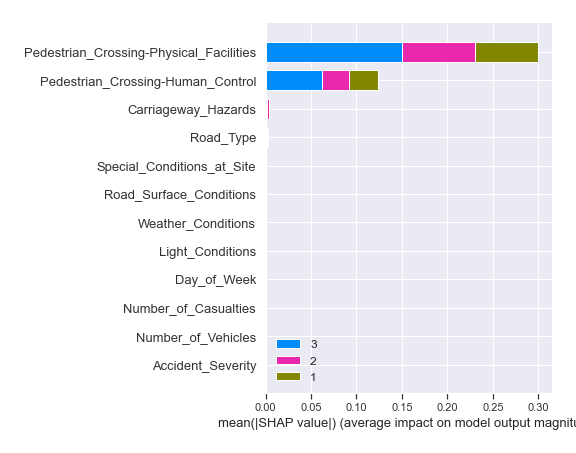 Pedestrian_Crossing-Physical_Facilities
Pedestrian_Crossing-Human_Control
Carriageway_Hazards
Road_Type
Special_Conditions_at_Site
Road_Surface_Conditions
Weather_Conditions
Light_Conditions
Day_of_Week
Number_of_Casualties
Number_of_Vehicles
Accident_Severity
3
2
1
0.00 0.05 0.10 0.15 0.20 0.25 0.30
mean(|SHAP value|) (average impact on model output magnitu